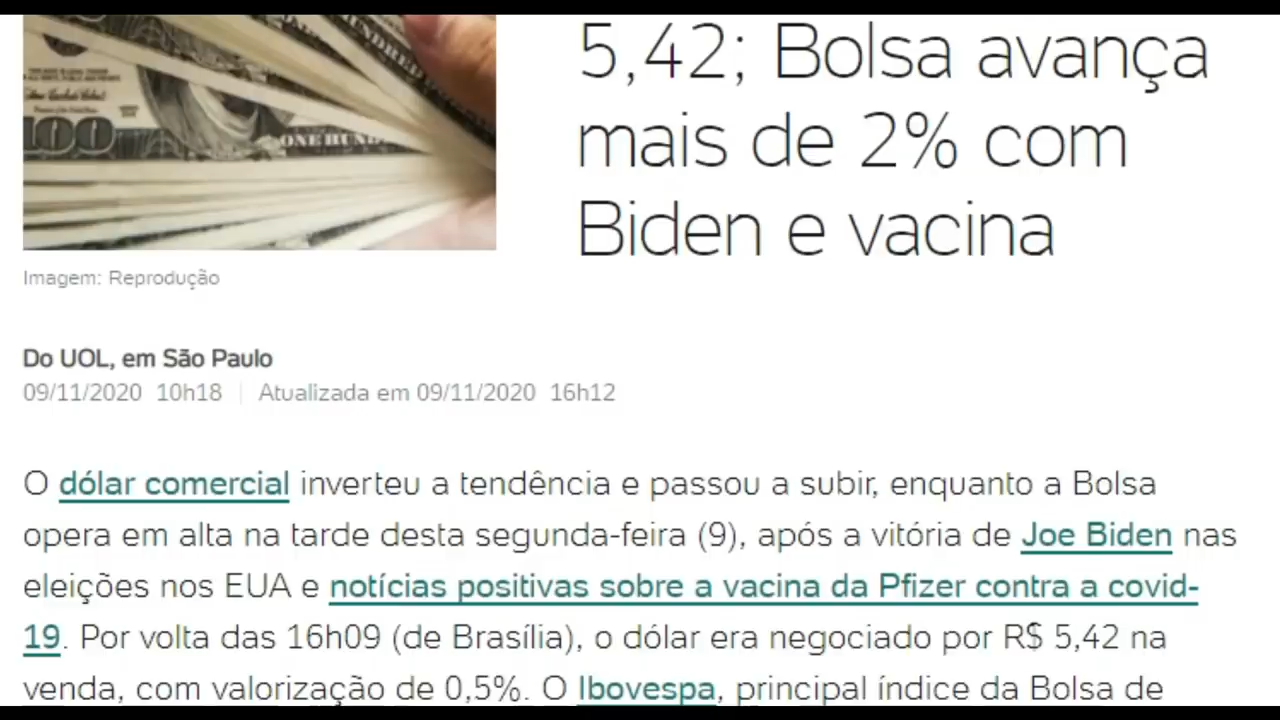 5,42; Bolsa avança
mais de 2% com
Biden e vacina
100
ONE HUND
Imagem: Reprodução
Do UOL, em São Paulo
09/11/2020 10h18 | Atualizada em 09/11/2020 16h12
O dólar comercial inverteu a tendência e passou a subir, enquanto a Bolsa
opera em alta na tarde desta segunda-feira (9), após a vitória de Joe Biden nas
eleições nos EUA e notícias positivas sobre a vacina da Pfizer contra a covid-
19. Por volta das 16h09 (de Brasília), o dólar era negociado por R$ 5,42 na
venda, com valorização de 0,5%. O Ibovespa, principal índice da Bolsa de